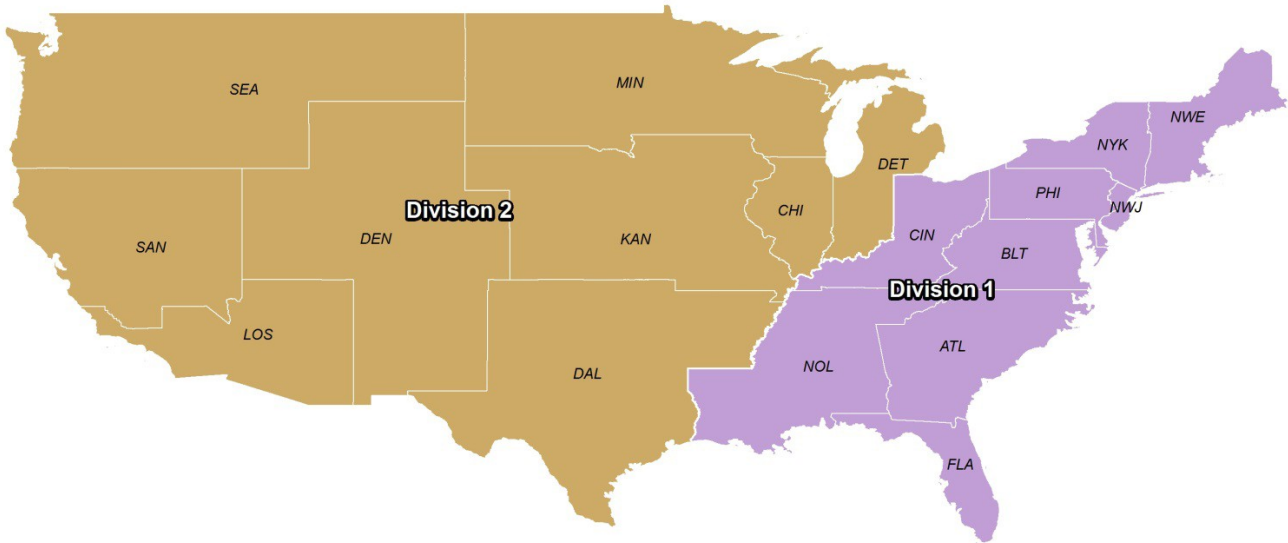 NWE
SEA
MIN
NYK
DET
PHI
CHI
NWJ
Division 2
SAN
DEN
KAN
CIN
BLT
Division 1
LOS
ATL
DAL
NOL
FLA